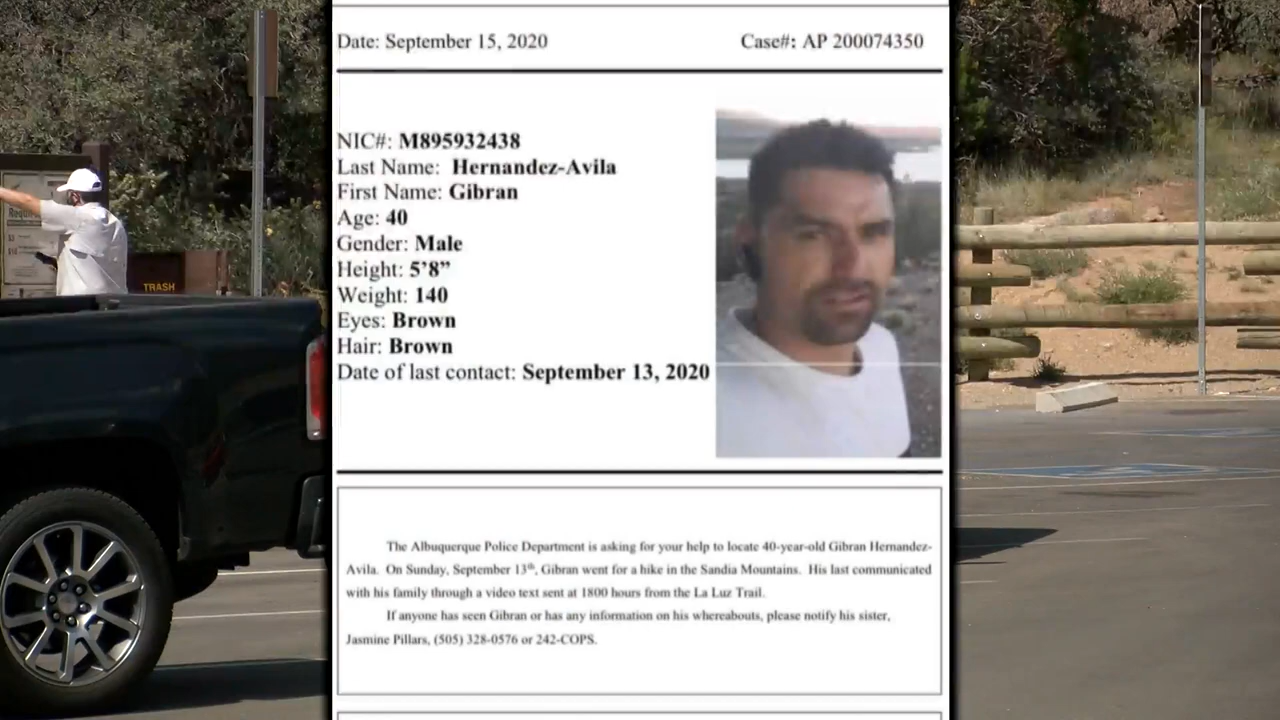 Date: September 15, 2020 Case#: AP 200074350
NIC#: M895932438
Last Name: Hernandez-Avila
First Name: Gibran
Age: 40
Gender: Male
Height: 5'8”
Weight: 140
Eyes: Brown
Hair: Brown
Date of last contact: September 13, 2020
The Albuquerque Police Department is asking for your help to locate 40-year-old Gibran Hernandez-
Avila. On Sunday, September 13th, Gibran went for a hike in the Sandia Mountains. His last communicated
with his family through a video text sent at 1800 hours from the La Luz Trail.
If anyone has seen Gibran or has any information on his whereabouts, please notify his sister,
Jasmine Pillars, (505) 328-0576 or 242-COPS.
TRASH